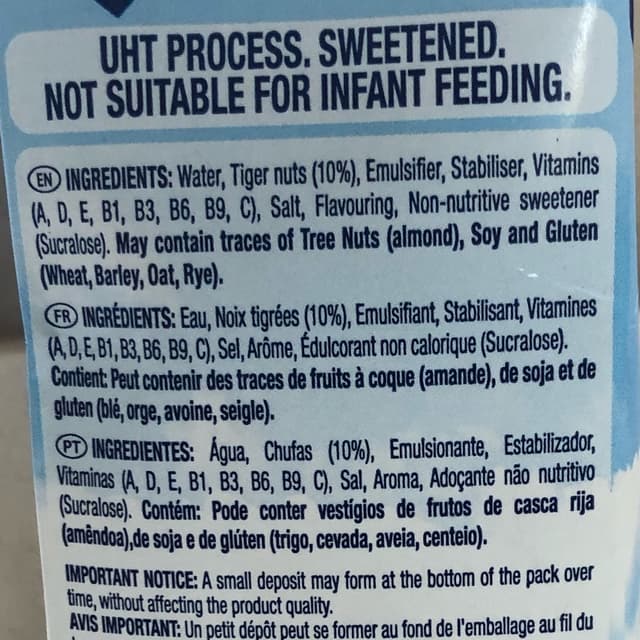 UHT PROCESS. SWEETENED.
NOT SUITABLE FOR INFANT FEEDING.
EN INGREDIENTS: Water, Tiger nuts (10%), Emulsifier, Stabiliser, Vitamins
(A, D, E, B1, B3, B6, B9, C), Salt, Flavouring, Non-nutritive sweetener
(Sucralose). May contain traces of Tree Nuts (almond), Soy and Gluten
(Wheat, Barley, Oat, Rye).
FR INGRÉDIENTS: Eau, Noix tigrées (10%), Emulsifiant, Stabilisant, Vitamines
(A, D, E, B1, B3, B6, B9, C), Sel, Arôme, Édulcorant non calorique (Sucralose).
Contient: Peut contenir des traces de fruits à coque (amande), de soja et de
gluten (blé, orge, avoine, seigle).
PT INGREDIENTES: Água, Chufas (10%), Emulsionante, Estabilizador,
Vitaminas (A, D, E, B1, B3, B6, B9, C), Sal, Aroma, Adoçante não nutritivo
(Sucralose). Contém: Pode conter vestígios de frutos de casca rija
(amêndoa),de soja e de glúten (trigo, cevada, aveia, centeio).
IMPORTANT NOTICE: A small deposit may form at the bottom of the pack over
time, without affecting the product quality.
AVIS IMPORTANT: Un petit dépôt peut se former au fond de l'emballage au fil du